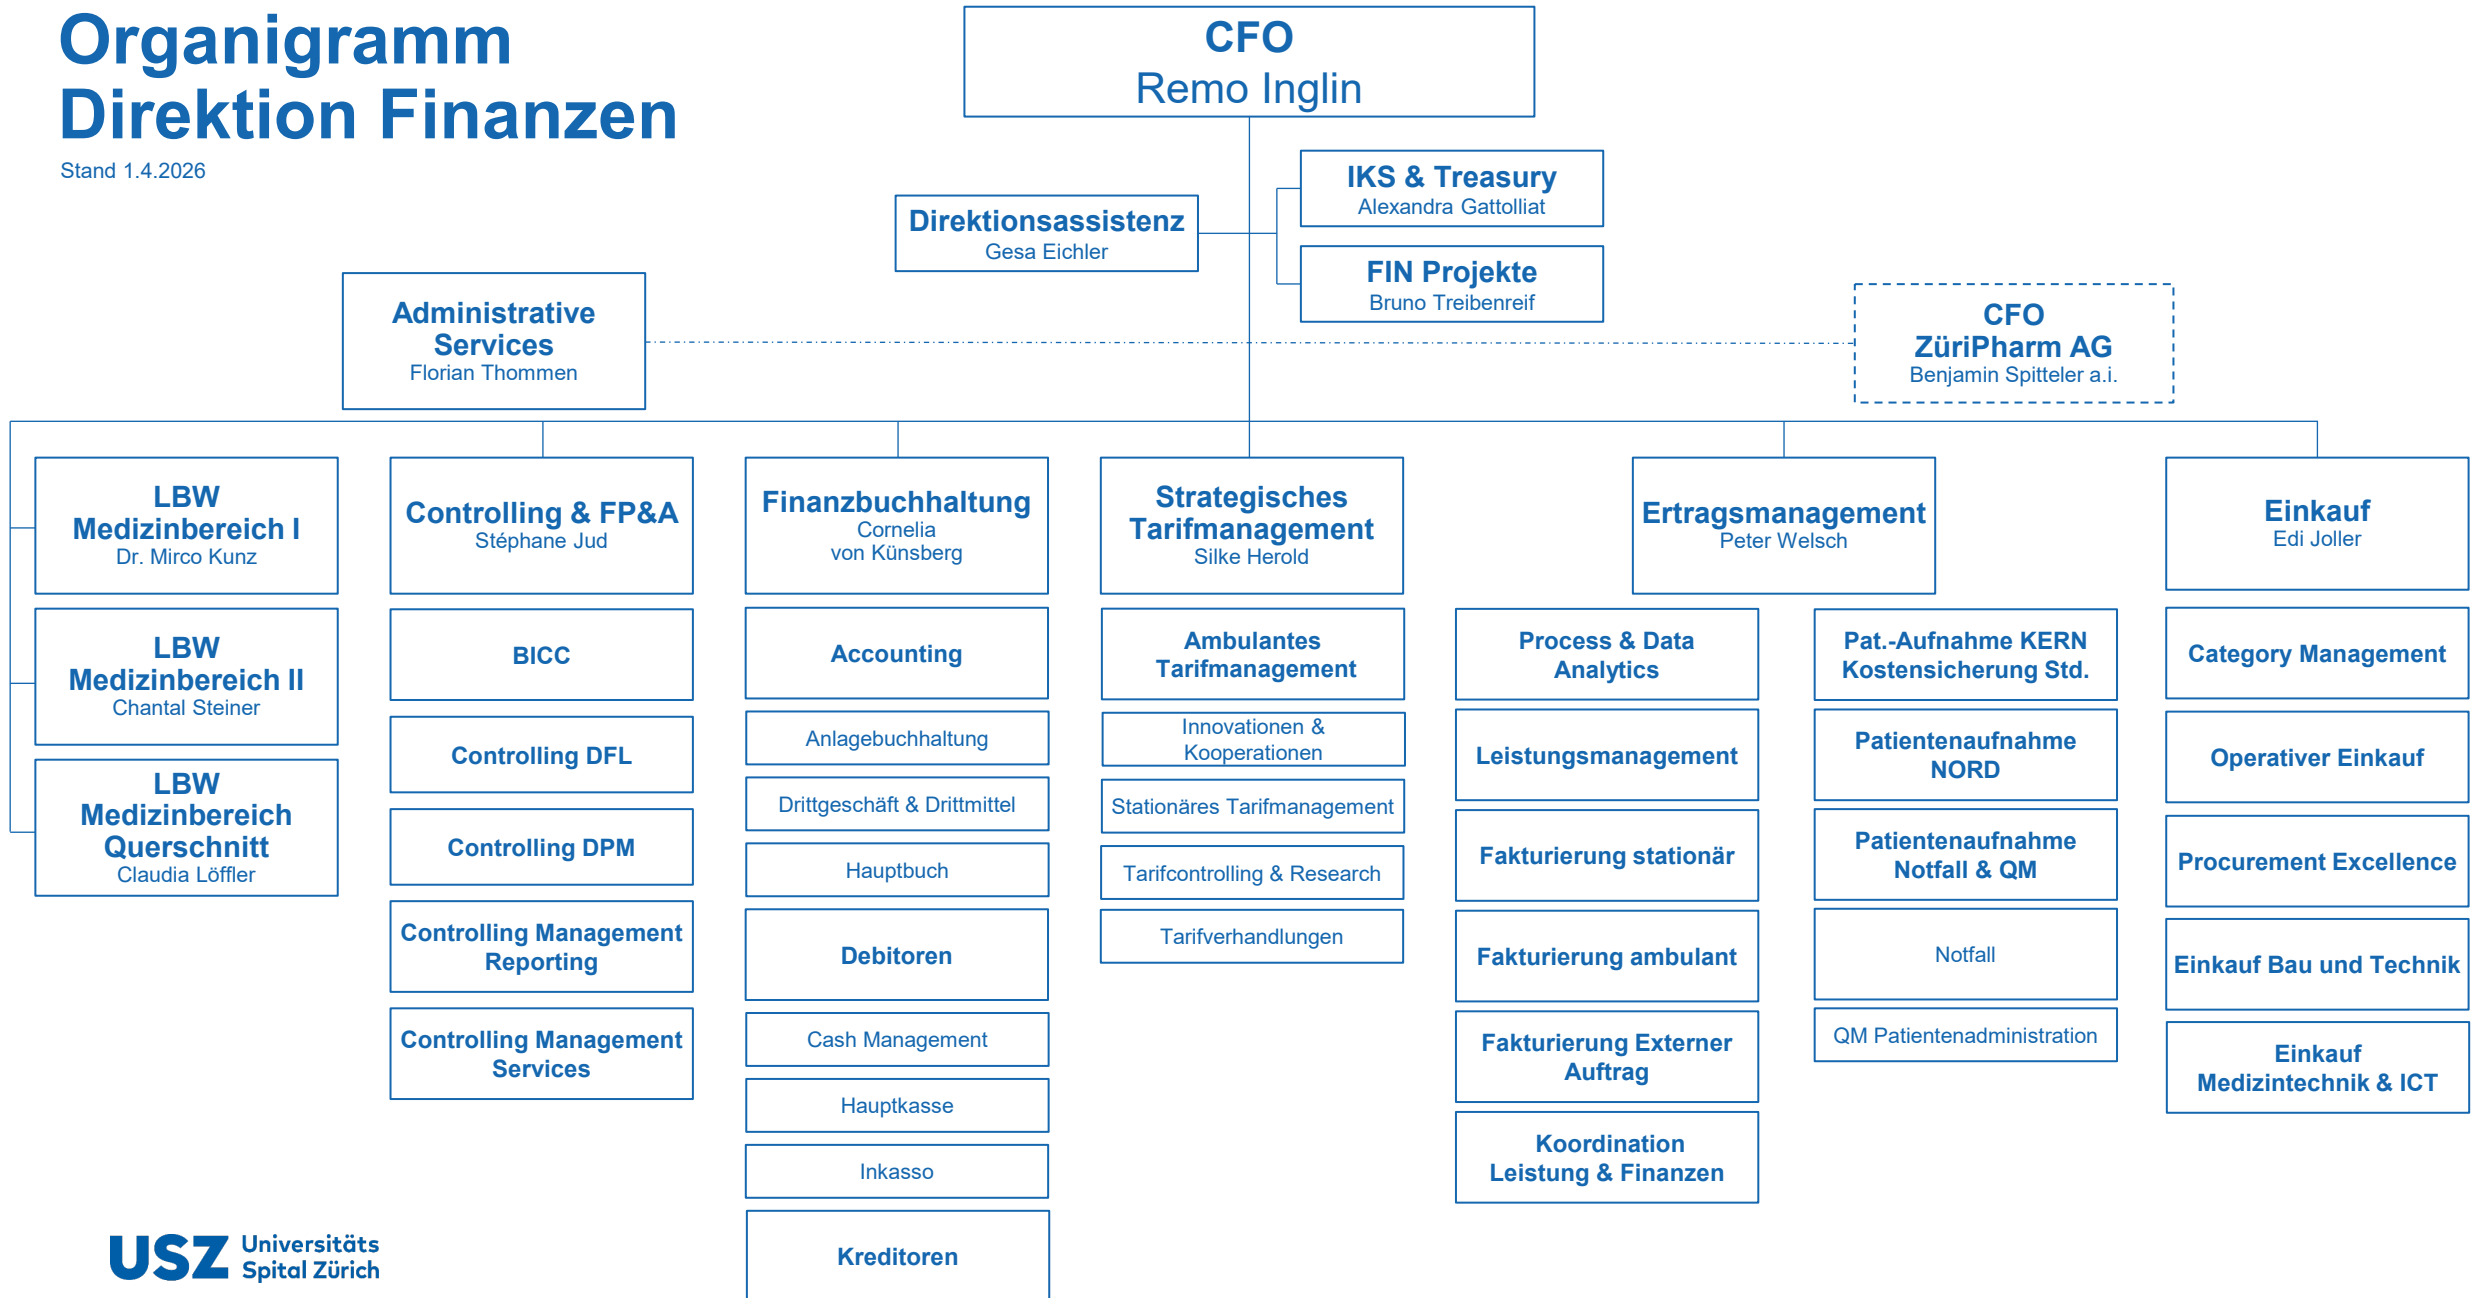 Organigramm
Direktion Finanzen
Stand 1.4.2026
CFO
Remo Inglin
IKS & Treasury
Alexandra Gattolliat
Direktionsassistenz
Gesa Eichler
FIN Projekte
Bruno Treibenreif
Administrative
Services
Florian Thommen
CFO
ZüriPharm AG
Benjamin Spitteler a.i.
LBW
Medizinbereich I
Dr. Mirco Kunz
LBW
Medizinbereich II
Chantal Steiner
LBW
Medizinbereich
Querschnitt
Claudia Löffler
Controlling & FP&A
Stéphane Jud
BICC
Controlling DFL
Controlling DPM
Controlling Management
Reporting
Controlling Management
Services
Finanzbuchhaltung
Cornelia
von Künsberg
Accounting
Anlagebuchhaltung
Drittgeschäft & Drittmittel
Hauptbuch
Debitoren
Cash Management
Hauptkasse
Inkasso
Kreditoren
Strategisches
Tarifmanagement
Silke Herold
Ambulantes
Tarifmanagement
Innovationen &
Kooperationen
Stationäres Tarifmanagement
Tarifcontrolling & Research
Tarifverhandlungen
Ertragsmanagement
Peter Welsch
Process & Data
Analytics
Leistungsmanagement
Fakturierung stationär
Fakturierung ambulant
Fakturierung Externer
Auftrag
Koordination
Leistung & Finanzen
Pat.-Aufnahme KERN
Kostensicherung Std.
Patientenaufnahme
NORD
Patientenaufnahme
Notfall & QM
Notfall
QM Patientenadministration
Einkauf
Edi Joller
Category Management
Operativer Einkauf
Procurement Excellence
Einkauf Bau und Technik
Einkauf
Medizintechnik & ICT
USZ Universitäts
Spital Zürich